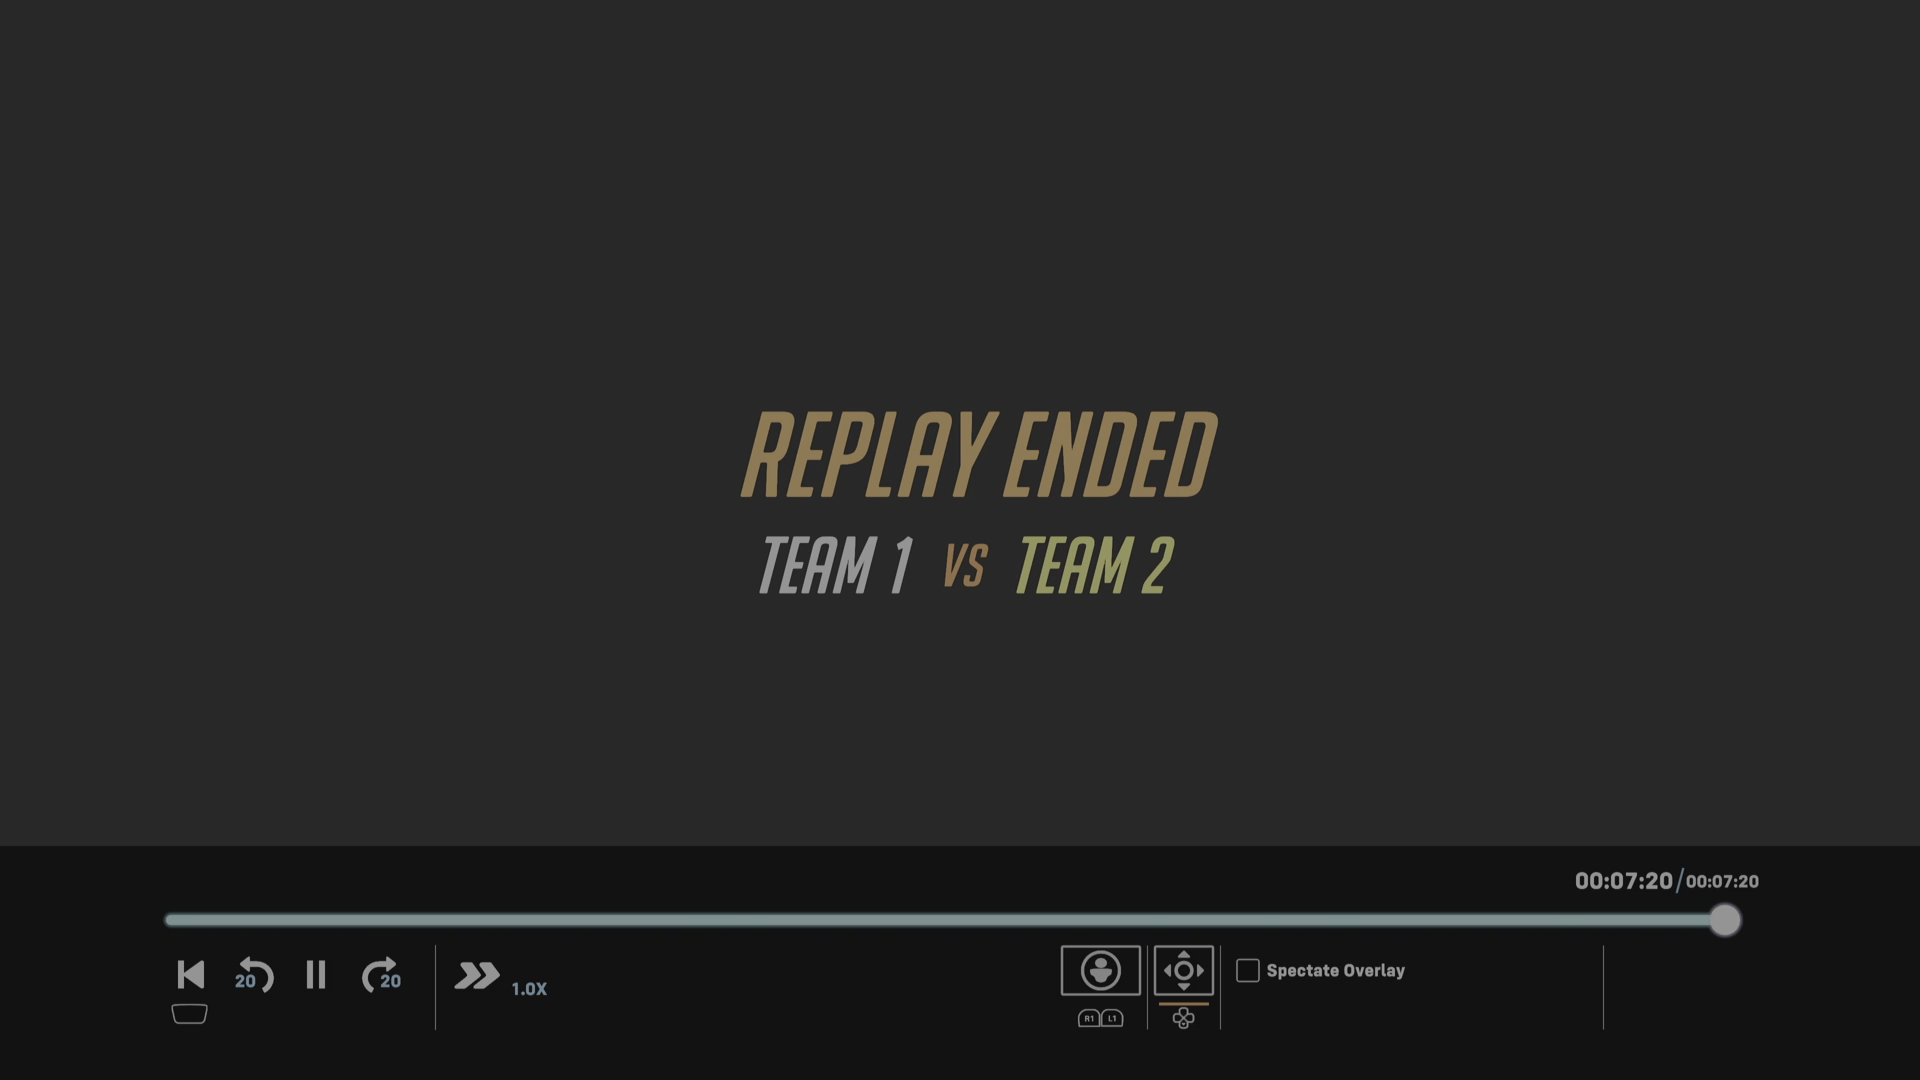 REPLAY ENDED
TEAM 1 VS TEAM 2
00:07:20/00:07:20
20 20 1.0X
Spectate Overlay
R1 L1